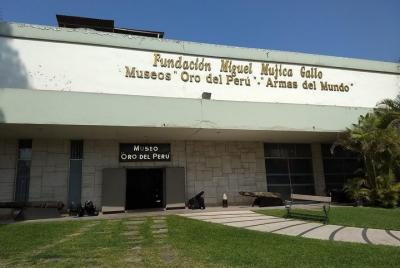 Fundación Miguel Mujica Gallo
Museos "Oro del Perú" - "Armas del Mundo"
MUSEO
"ORO DEL PERÚ"